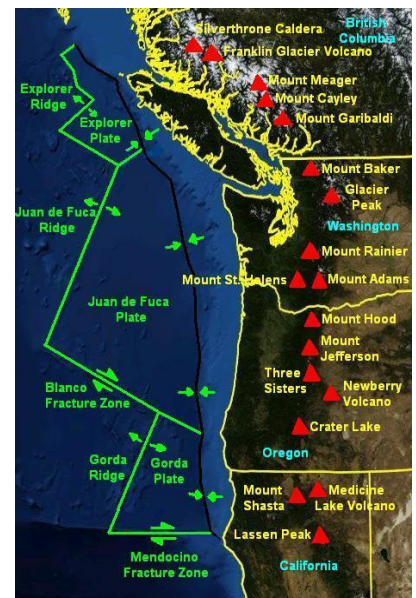 British
Columbia
Silverthrone Caldera
Franklin Glacier Volcano
Mount Meager
Mount Cayley
Mount Garibaldi
Explorer
Ridge
Explorer
Plate
Mount Baker
Glacier
Peak
Juan de Fuca
Ridge
Washington
Mount Rainier
Mount St. Helens
Mount Adams
Juan de Fuca
Plate
Mount Hood
Mount
Jefferson
Three
Sisters
Newberry
Volcano
Blanco
Fracture Zone
Crater Lake
Oregon
Gorda
Ridge
Gorda
Plate
Mount
Shasta
Medicine
Lake Volcano
Lassen Peak
Mendocino
Fracture Zone
California